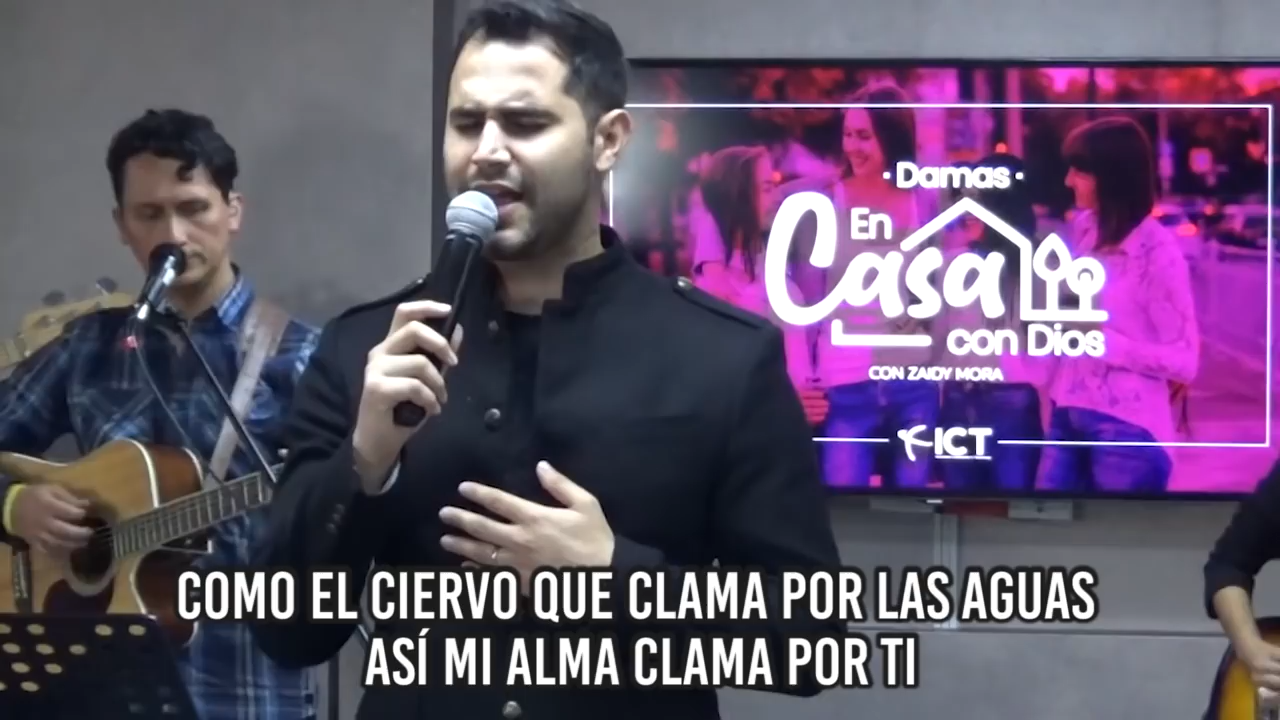 · Damas ·
En
Casa
con Dios
CON ZAIDY MORA
ICT
COMO EL CIERVO QUE CLAMA POR LAS AGUAS
ASÍ MI ALMA CLAMA POR TI